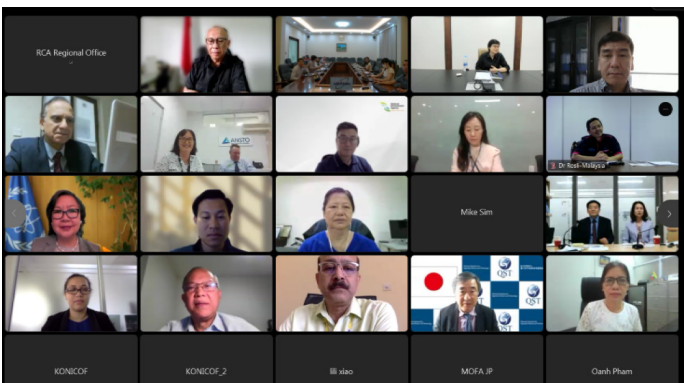 RCA Regional Office
ANSTO
Dr Rosli-Malaysia
Mike Sim
QST
QST
QST
KONICOF
KONICOF_2
lili xiao
MOFA JP
Oanh Pham